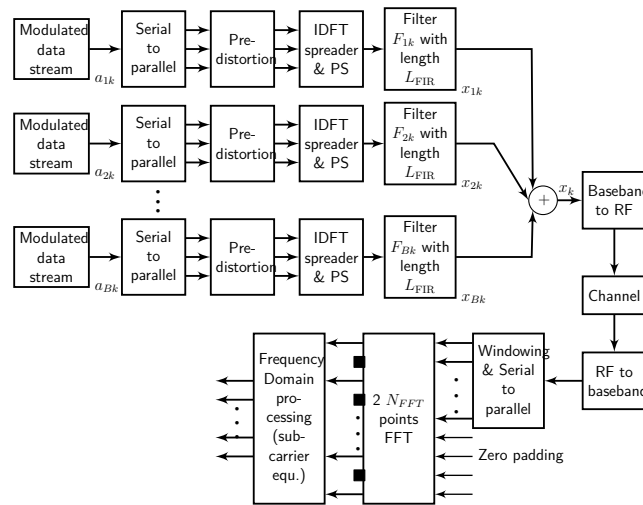 Modulated
data
stream
a1k
Serial
to
parallel
Pre-
distortion
IDFT
spreader
& PS
Filter
F1k with
length
LFIR
x1k
Modulated
data
stream
a2k
Serial
to
parallel
Pre-
distortion
IDFT
spreader
& PS
Filter
F2k with
length
LFIR
x2k
Modulated
data
stream
aBk
Serial
to
parallel
Pre-
distortion
IDFT
spreader
& PS
Filter
FBk with
length
LFIR
xBk
+
xk
Baseband
to RF
Channel
RF to
baseband
Windowing
& Serial
to
parallel
Zero padding
2 NFFT
points
FFT
Frequency
Domain
pro-
cessing
(sub-
carrier
equ.)